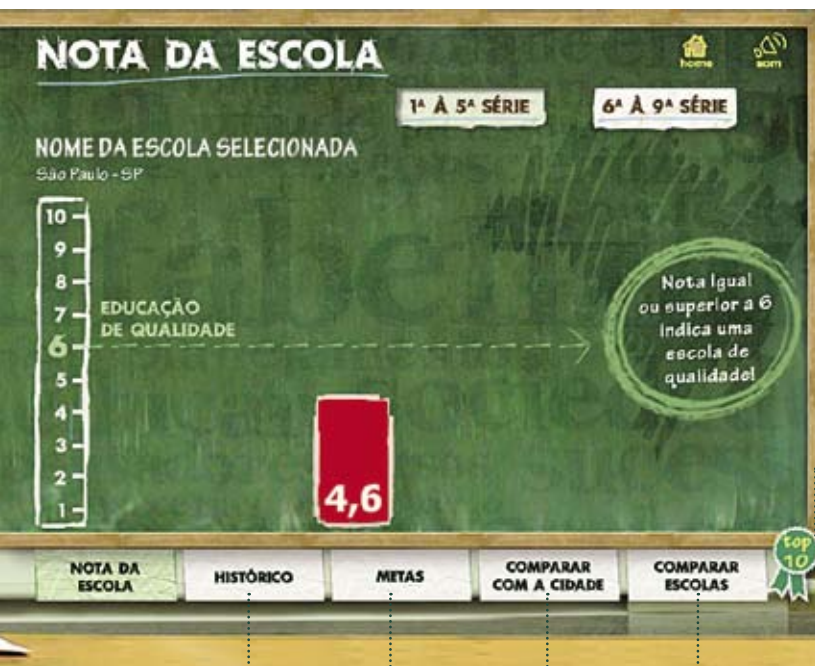 NOTA DA ESCOLA
home
som
1ª À 5ª SÉRIE
6ª À 9ª SÉRIE
NOME DA ESCOLA SELECIONADA
São Paulo - SP
10
9
8
7
6
5
4
3
2
1
EDUCAÇÃO
DE QUALIDADE
Nota igual
ou superior a 6
indica uma
escola de
qualidade!
4,6
top
10
NOTA DA
ESCOLA
HISTÓRICO
METAS
COMPARAR
COM A CIDADE
COMPARAR
ESCOLAS